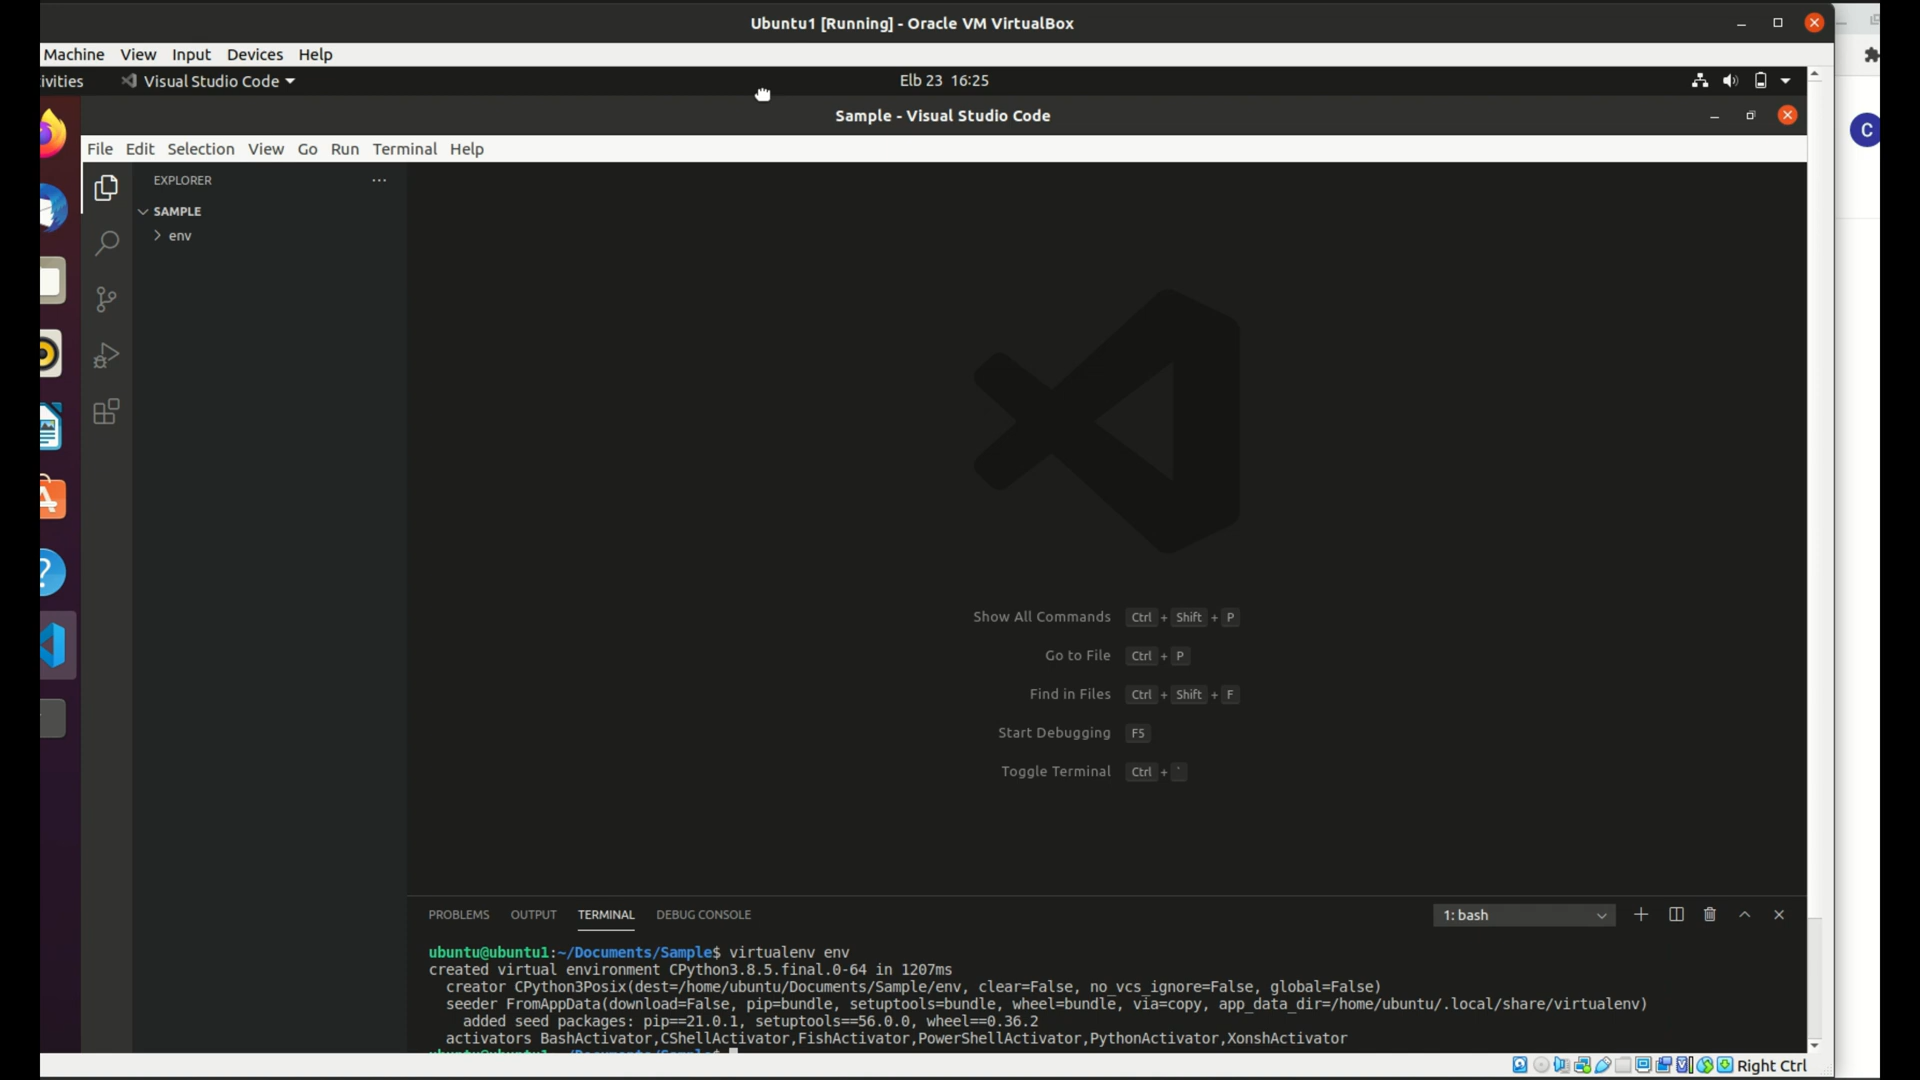 Ubuntu1 [Running] - Oracle VM VirtualBox
Machine View Input Devices Help
ivities Visual Studio Code Elb 23 16:25
Sample - Visual Studio Code
C
File Edit Selection View Go Run Terminal Help
EXPLORER
SAMPLE
env
Show All Commands Ctrl + Shift + P
Go to File Ctrl + P
Find in Files Ctrl + Shift + F
Start Debugging F5
Toggle Terminal Ctrl + `
PROBLEMS OUTPUT TERMINAL DEBUG CONSOLE 1: bash
ubuntu@ubuntu1:~/Documents/Sample$ virtualenv env
created virtual environment CPython3.8.5.final.0-64 in 1207ms
creator CPython3Posix(dest=/home/ubuntu/Documents/Sample/env, clear=False, no_vcs_ignore=False, global=False)
seeder FromAppData(download=False, pip=bundle, setuptools=bundle, wheel=bundle, via=copy, app_data_dir=/home/ubuntu/.local/share/virtualenv)
added seed packages: pip==21.0.1, setuptools==56.0.0, wheel==0.36.2
activators BashActivator,CShellActivator,FishActivator,PowerShellActivator,PythonActivator,XonshActivator
Right Ctrl